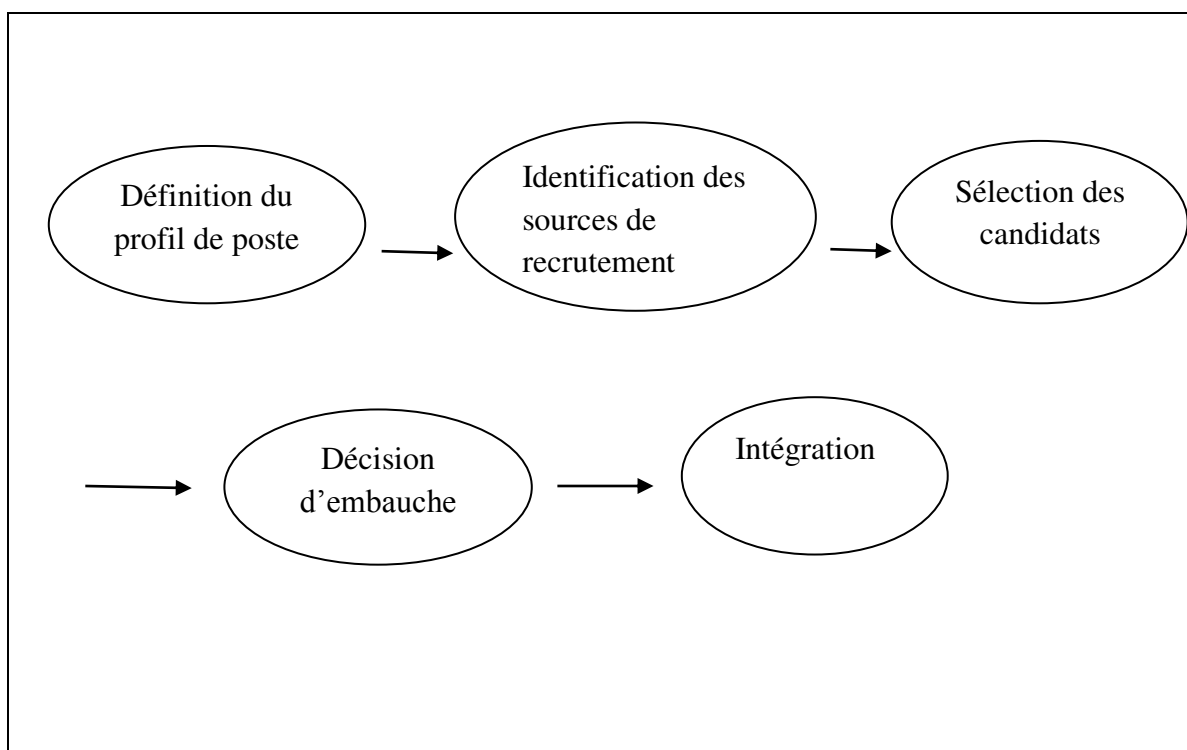 Définition du
profil de poste
Identification des
sources de
recrutement
Sélection des
candidats
Décision
d’embauche
Intégration